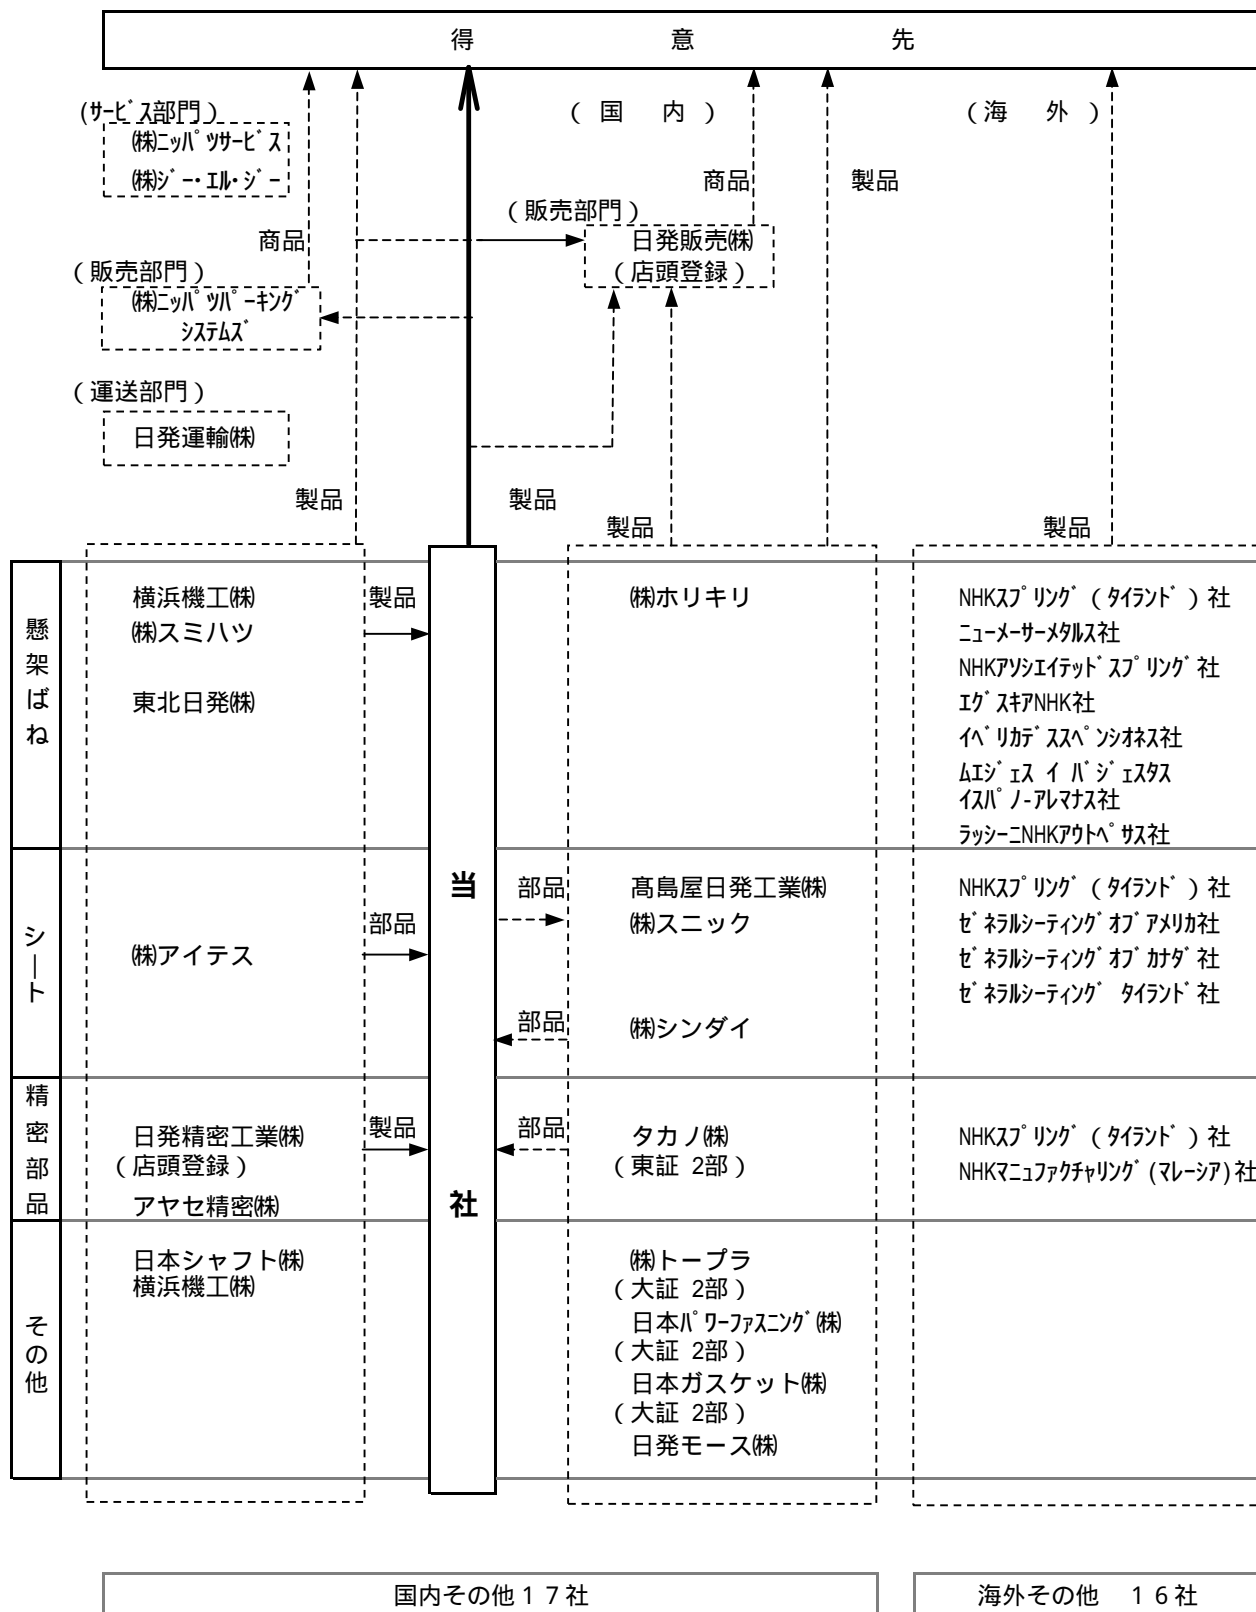 得　意　先
(サービス部門)
(国　内)
(海　外)
㈱ニッパツサービス
㈱ジー・エル・ジー
商品
製品
(販売部門)
日発販売㈱
(店頭登録)
商品
(販売部門)
㈱ニッパツパーキング
システムズ
(運送部門)
日発運輸㈱
製品
製品
製品
製品
懸架ばね
横浜機工㈱
㈱スミハツ
東北日発㈱
製品
㈱ホリキリ
NHKスプリング(タイランド)社
ニューメーサーメタルス社
NHKアソシエイテッドスプリング社
エグスキアNHK社
イベリカデススペンシオネス社
ムエジェス イ バジェスタス
イスパノ-アレマナス社
ラッシーニNHKアウトペサス社
当社
シート
㈱アイテス
部品
部品
髙島屋日発工業㈱
㈱スニック
部品
㈱シンダイ
NHKスプリング(タイランド)社
ゼネラルシーティングオブアメリカ社
ゼネラルシーティングオブカナダ社
ゼネラルシーティング タイランド社
精密部品
日発精密工業㈱
(店頭登録)
アヤセ精密㈱
製品
部品
タカノ㈱
(東証 2部)
NHKスプリング(タイランド)社
NHKマニュファクチャリング(マレーシア)社
その他
日本シャフト㈱
横浜機工㈱
㈱トープラ
(大証 2部)
日本パワーファスニング㈱
(大証 2部)
日本ガスケット㈱
(大証 2部)
日発モース㈱
国内その他17社
海外その他　16社